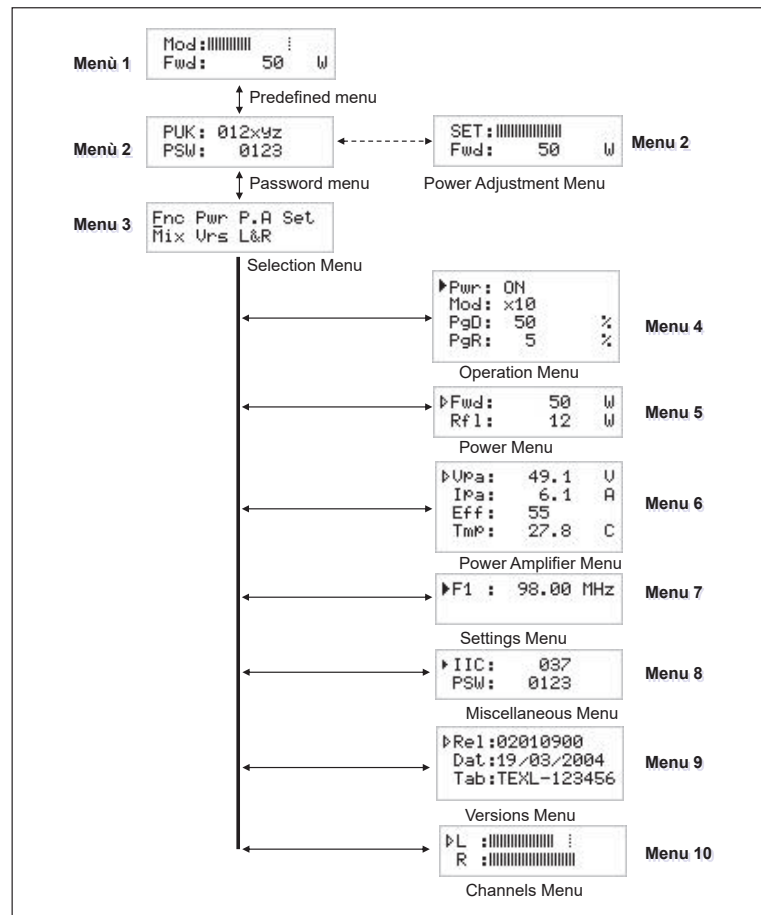 Mod:
Menù 1
Fwd: 50 W
Predefined menu
PUK: 012xyz
Menù 2
PSW: 0123
SET:
Fwd: 50 W
Menu 2
Password menu
Power Adjustment Menu
Menu 3
Fnc Pwr P.A Set
Mix Vrs L&R
Selection Menu
Pwr: ON
Mod: x10
PgD: 50 %
PgR: 5 %
Menu 4
Operation Menu
Fwd: 50 W
Rfl: 12 W
Menu 5
Power Menu
Vpa: 49.1 V
Ipa: 6.1 A
Eff: 55
Tmp: 27.8 C
Menu 6
Power Amplifier Menu
F1 : 98.00 MHz
Menu 7
Settings Menu
IIC: 037
PSW: 0123
Menu 8
Miscellaneous Menu
Rel:02010900
Dat:19/03/2004
Tab:TEXL-123456
Menu 9
Versions Menu
L :
R :
Menu 10
Channels Menu